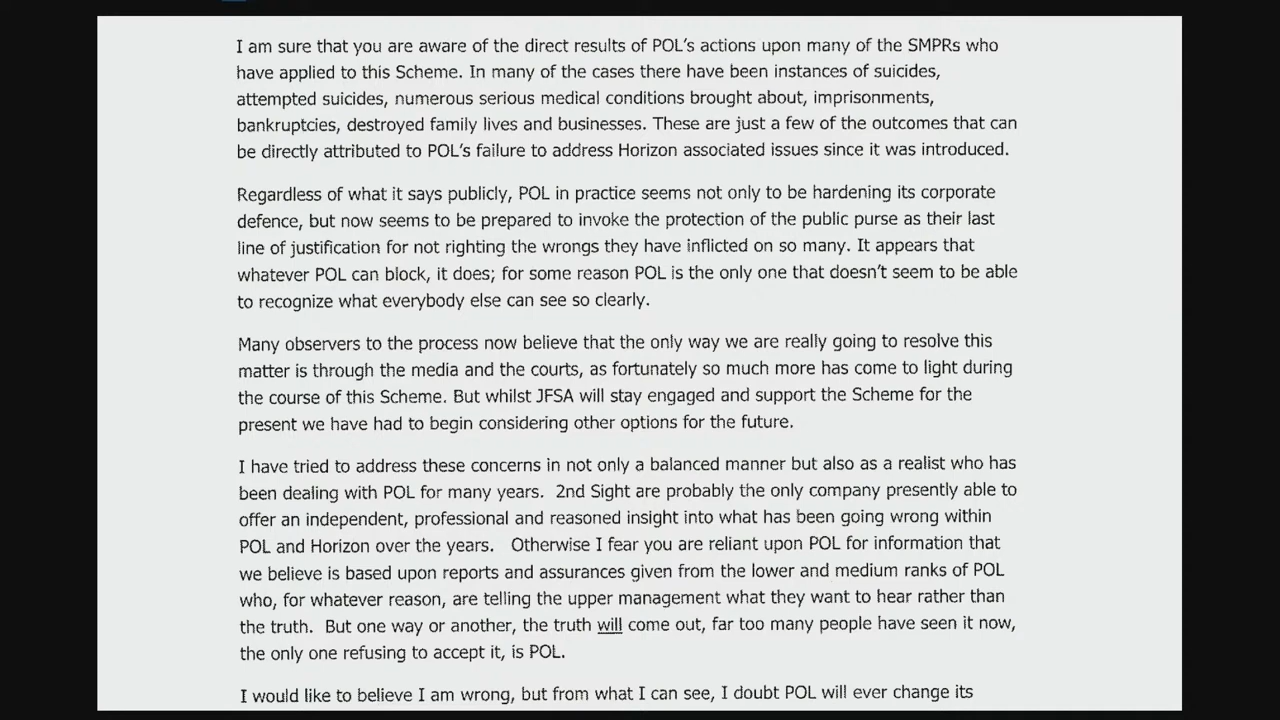 I am sure that you are aware of the direct results of POL's actions upon many of the SMPRs who
have applied to this Scheme. In many of the cases there have been instances of suicides,
attempted suicides, numerous serious medical conditions brought about, imprisonments,
bankruptcies, destroyed family lives and businesses. These are just a few of the outcomes that can
be directly attributed to POL's failure to address Horizon associated issues since it was introduced.
Regardless of what it says publicly, POL in practice seems not only to be hardening its corporate
defence, but now seems to be prepared to invoke the protection of the public purse as their last
line of justification for not righting the wrongs they have inflicted on so many. It appears that
whatever POL can block, it does; for some reason POL is the only one that doesn't seem to be able
to recognize what everybody else can see so clearly.
Many observers to the process now believe that the only way we are really going to resolve this
matter is through the media and the courts, as fortunately so much more has come to light during
the course of this Scheme. But whilst JFSA will stay engaged and support the Scheme for the
present we have had to begin considering other options for the future.
I have tried to address these concerns in not only a balanced manner but also as a realist who has
been dealing with POL for many years. 2nd Sight are probably the only company presently able to
offer an independent, professional and reasoned insight into what has been going wrong within
POL and Horizon over the years. Otherwise I fear you are reliant upon POL for information that
we believe is based upon reports and assurances given from the lower and medium ranks of POL
who, for whatever reason, are telling the upper management what they want to hear rather than
the truth. But one way or another, the truth will come out, far too many people have seen it now,
the only one refusing to accept it, is POL.
I would like to believe I am wrong, but from what I can see, I doubt POL will ever change its